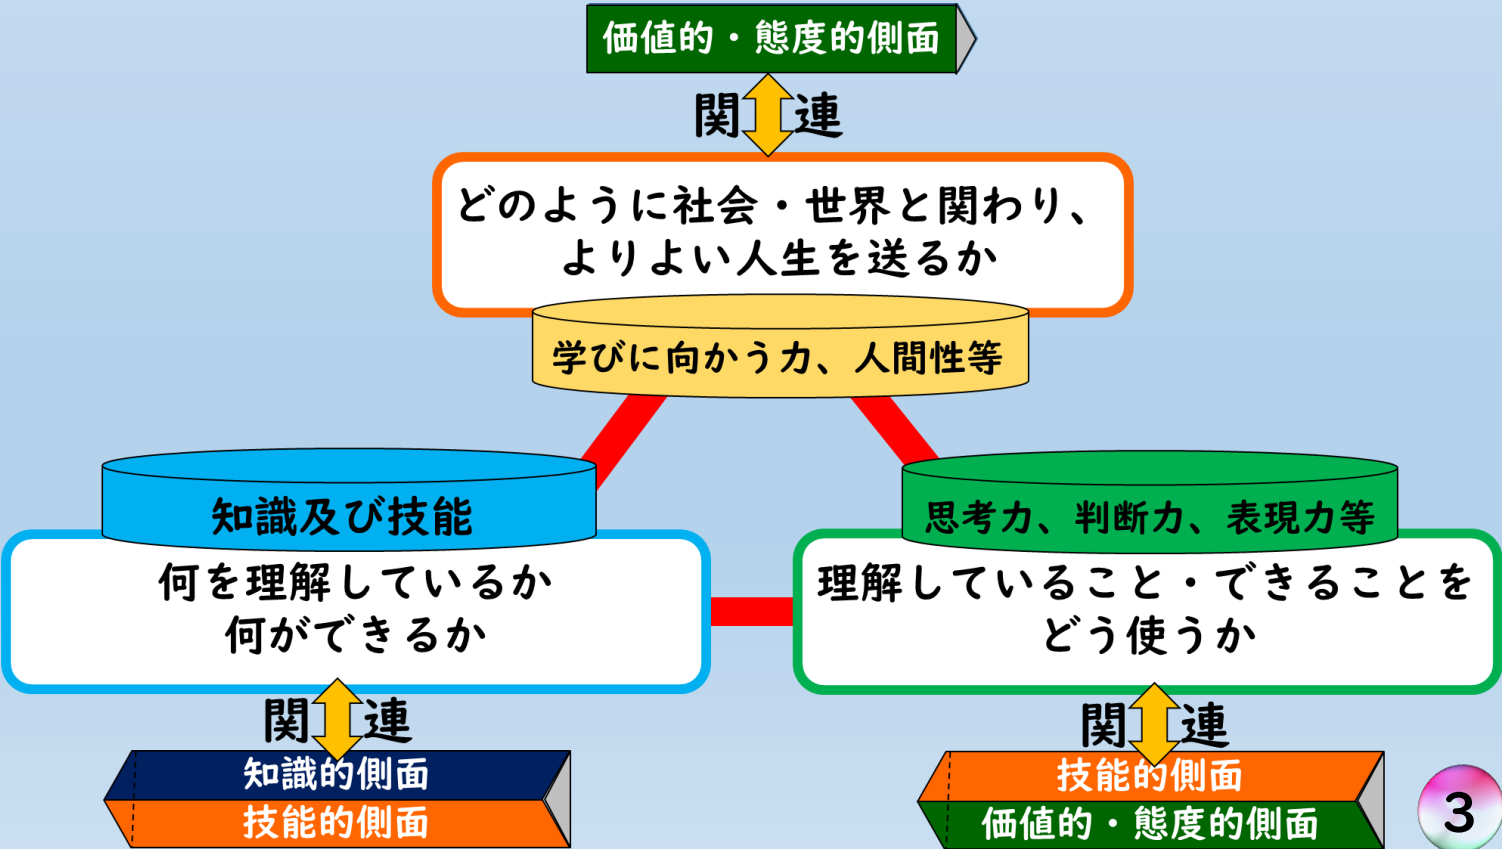 価値的・態度的側面
関連
どのように社会・世界と関わり、
よりよい人生を送るか
学びに向かう力、人間性等
知識及び技能
何を理解しているか
何ができるか
関連
知識的側面
技能的側面
思考力、判断力、表現力等
理解していること・できることを
どう使うか
関連
技能的側面
価値的・態度的側面
3